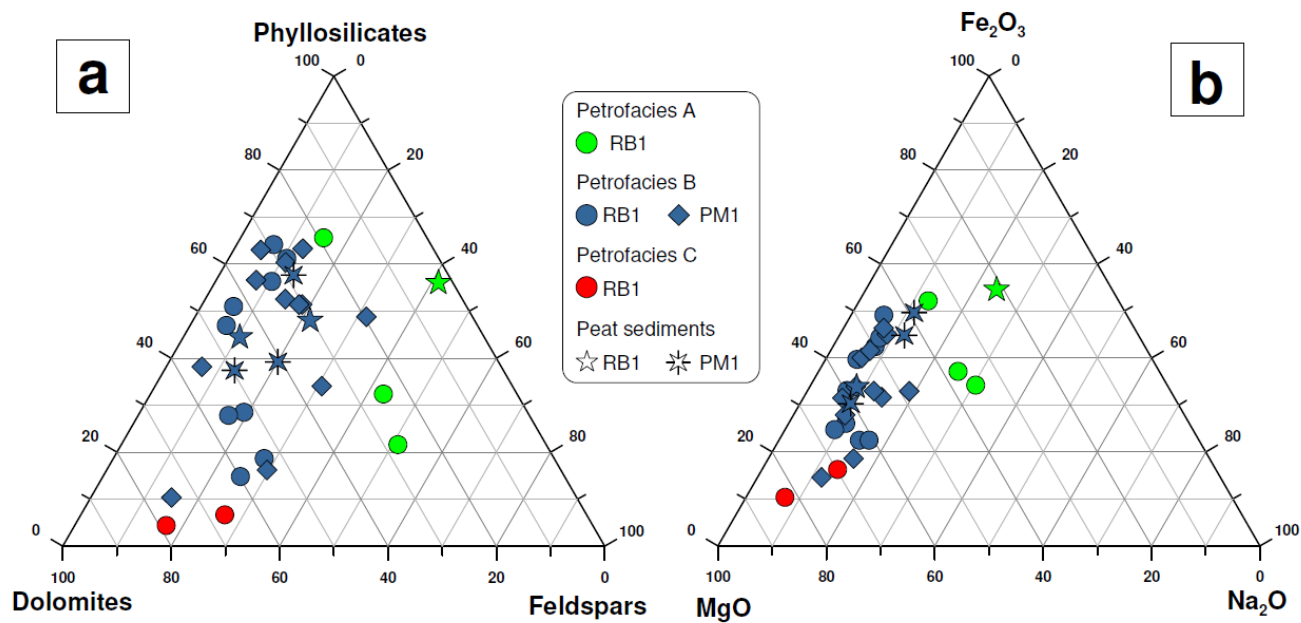 a
Phyllosilicates
100 0
80 20
60 40
40 60
20 80
0 100
100 80 60 40 20 0
Dolomites Feldspars
Petrofacies A
RB1
Petrofacies B
RB1 PM1
Petrofacies C
RB1
Peat sediments
RB1 PM1
b
Fe₂O₃
100 0
80 20
60 40
40 60
20 80
0 100
100 80 60 40 20 0
MgO Na₂O